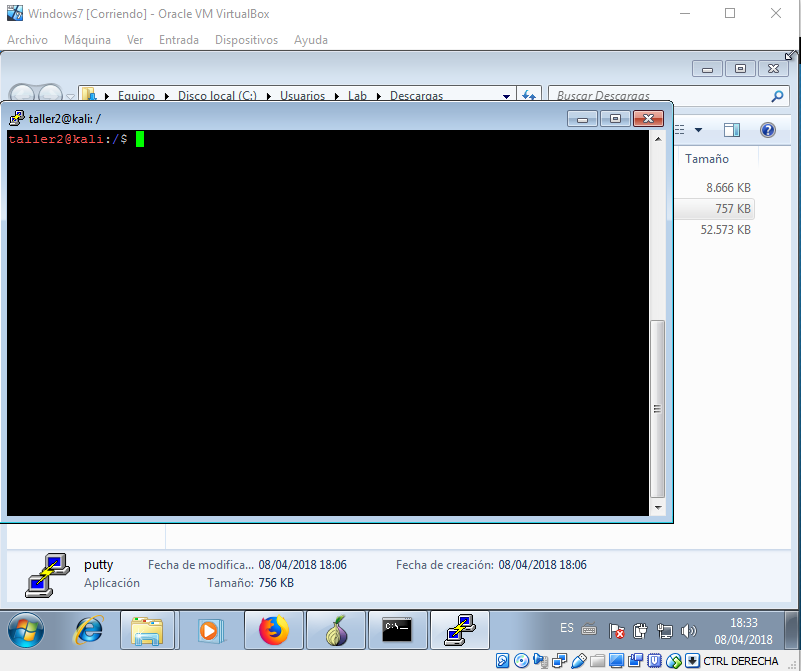 Windows7 [Corriendo] - Oracle VM VirtualBox
Archivo Máquina Ver Entrada Dispositivos Ayuda
Equipo Disco local (C:) Usuarios Lab Descargas Buscar Descargas
taller2@kali: /
taller2@kali:/$
Tamaño
8.666 KB
757 KB
52.573 KB
putty Fecha de modifica... 08/04/2018 18:06 Fecha de creación: 08/04/2018 18:06
Aplicación Tamaño: 756 KB
C:\.
ES 18:33
08/04/2018
CTRL DERECHA